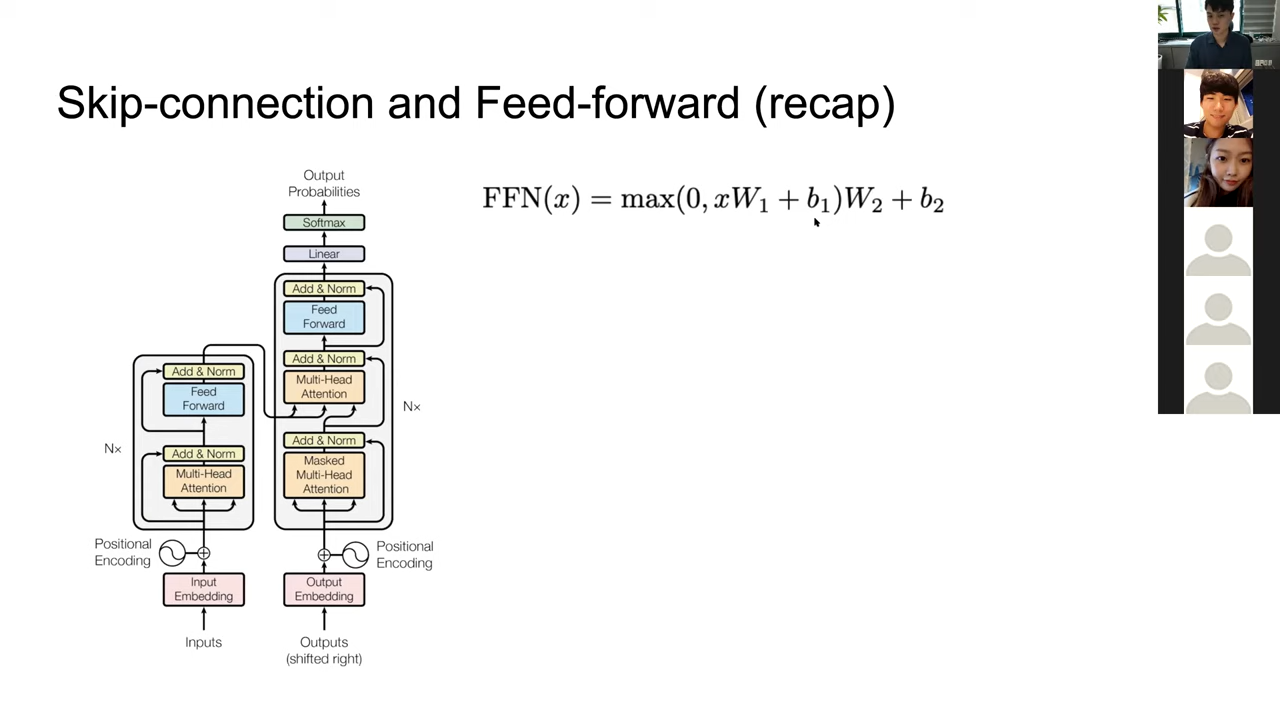 Skip-connection and Feed-forward (recap)
Output
Probabilities
Softmax
Linear
Add & Norm
Feed
Forward
Add & Norm
Multi-Head
Attention
Add & Norm
Masked
Multi-Head
Attention
Nx
Add & Norm
Feed
Forward
Add & Norm
Multi-Head
Attention
Nx
Positional
Encoding
Positional
Encoding
Input
Embedding
Output
Embedding
Inputs
Outputs
(shifted right)
FFN(x) = max(0, xW₁ + b₁)W₂ + b₂